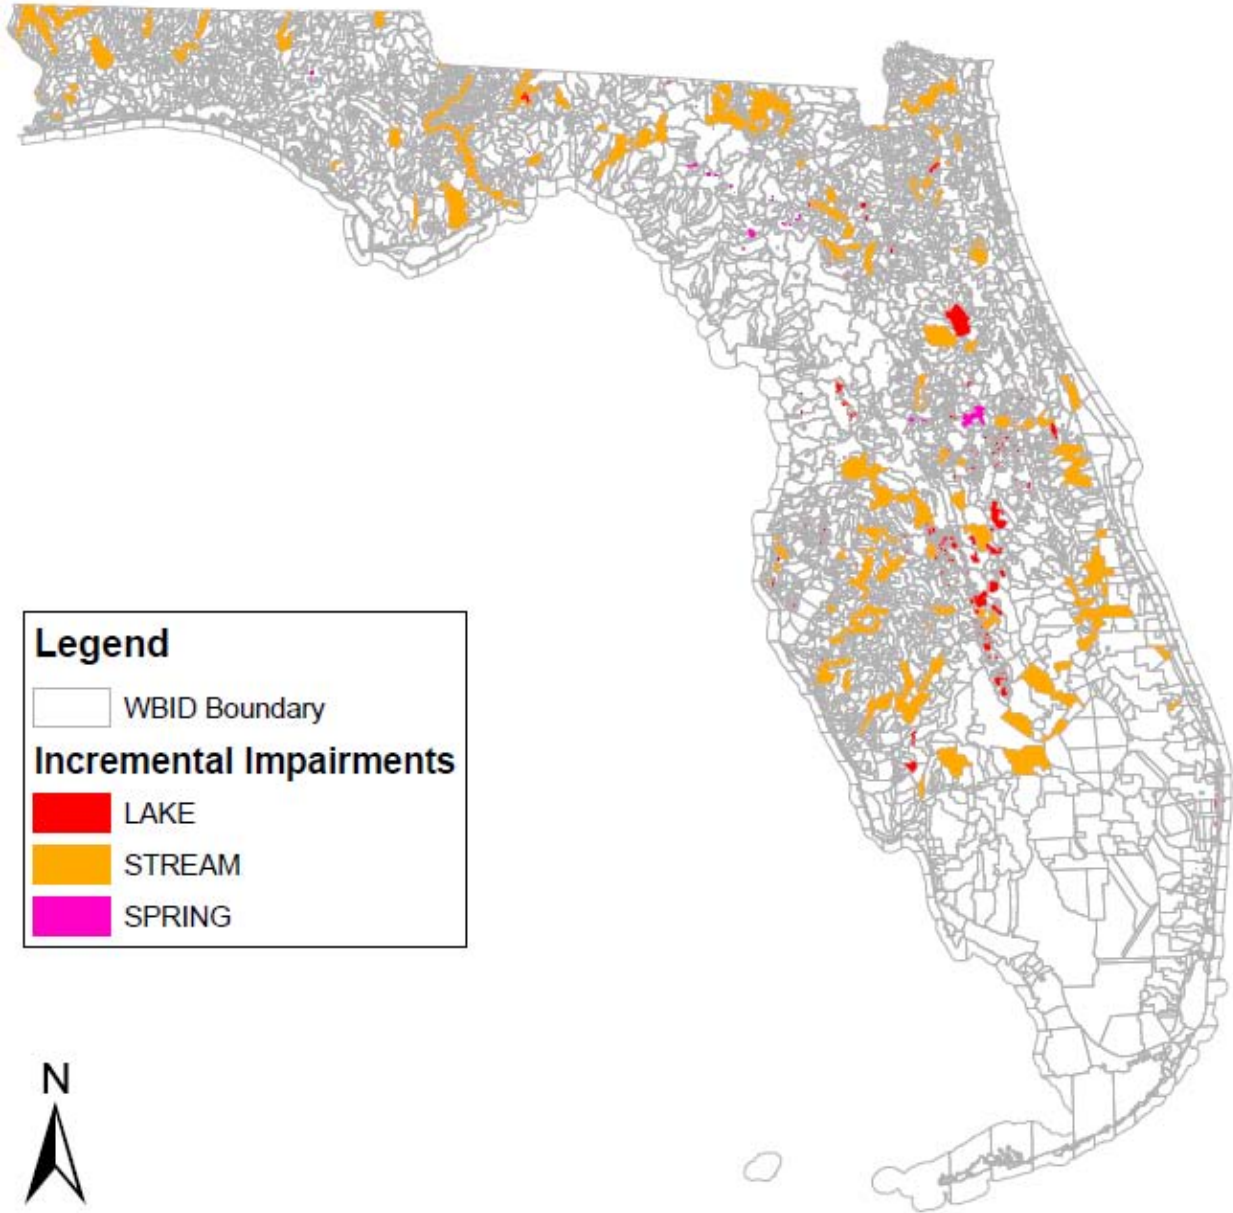 Legend
WBID Boundary
Incremental Impairments
LAKE
STREAM
SPRING
N